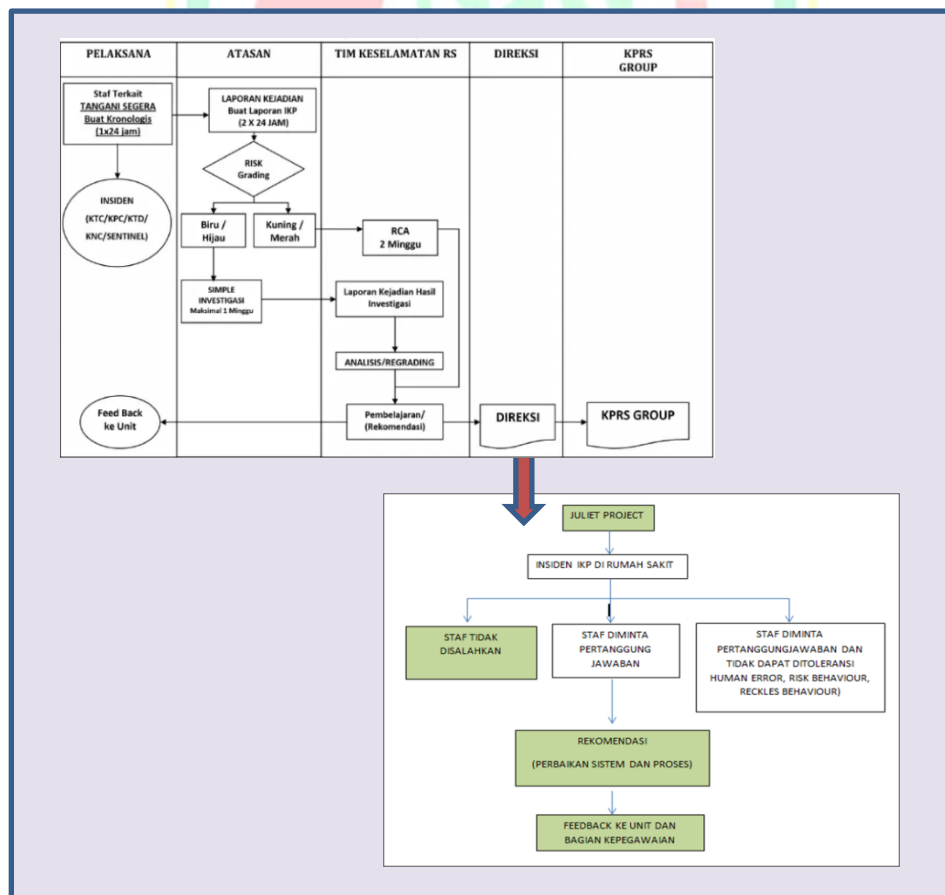 PELAKSANA
ATASAN
TIM KESELAMATAN RS
DIREKSI
KPRS
GROUP
Staf Terkait
TANGANI SEGERA
Buat Kronologis
(1x24 jam)
LAPORAN KEJADIAN
Buat Laporan IKP
(2 X 24 JAM)
RISK
Grading
INSIDEN
(KTC/KPC/KTD/
KNC/SENTINEL)
Biru /
Hijau
Kuning /
Merah
RCA
2 Minggu
SIMPLE
INVESTIGASI
Maksimal 1 Minggu
Laporan Kejadian Hasil
Investigasi
ANALISIS/REGRADING
Feed Back
ke Unit
Pembelajaran/
(Rekomendasi)
DIREKSI
KPRS GROUP
JULIET PROJECT
INSIDEN IKP DI RUMAH SAKIT
STAF TIDAK
DISALAHKAN
STAF DIMINTA
PERTANGGUNG
JAWABAN
STAF DIMINTA
PERTANGGUNGJAWABAN DAN
TIDAK DAPAT DITOLERANSI
HUMAN ERROR, RISK BEHAVIOUR,
RECKLES BEHAVIOUR)
REKOMENDASI
(PERBAIKAN SISTEM DAN PROSES)
FEEDBACK KE UNIT DAN
BAGIAN KEPEGAWAIAN